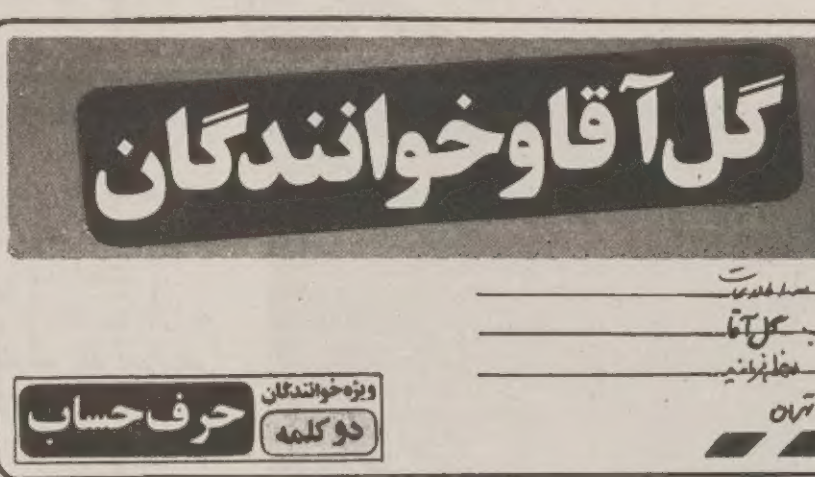 گل‌آقا و خوانندگان
گل آقا
تهران
ویژه خوانندگان
دو کلمه
حرف حساب